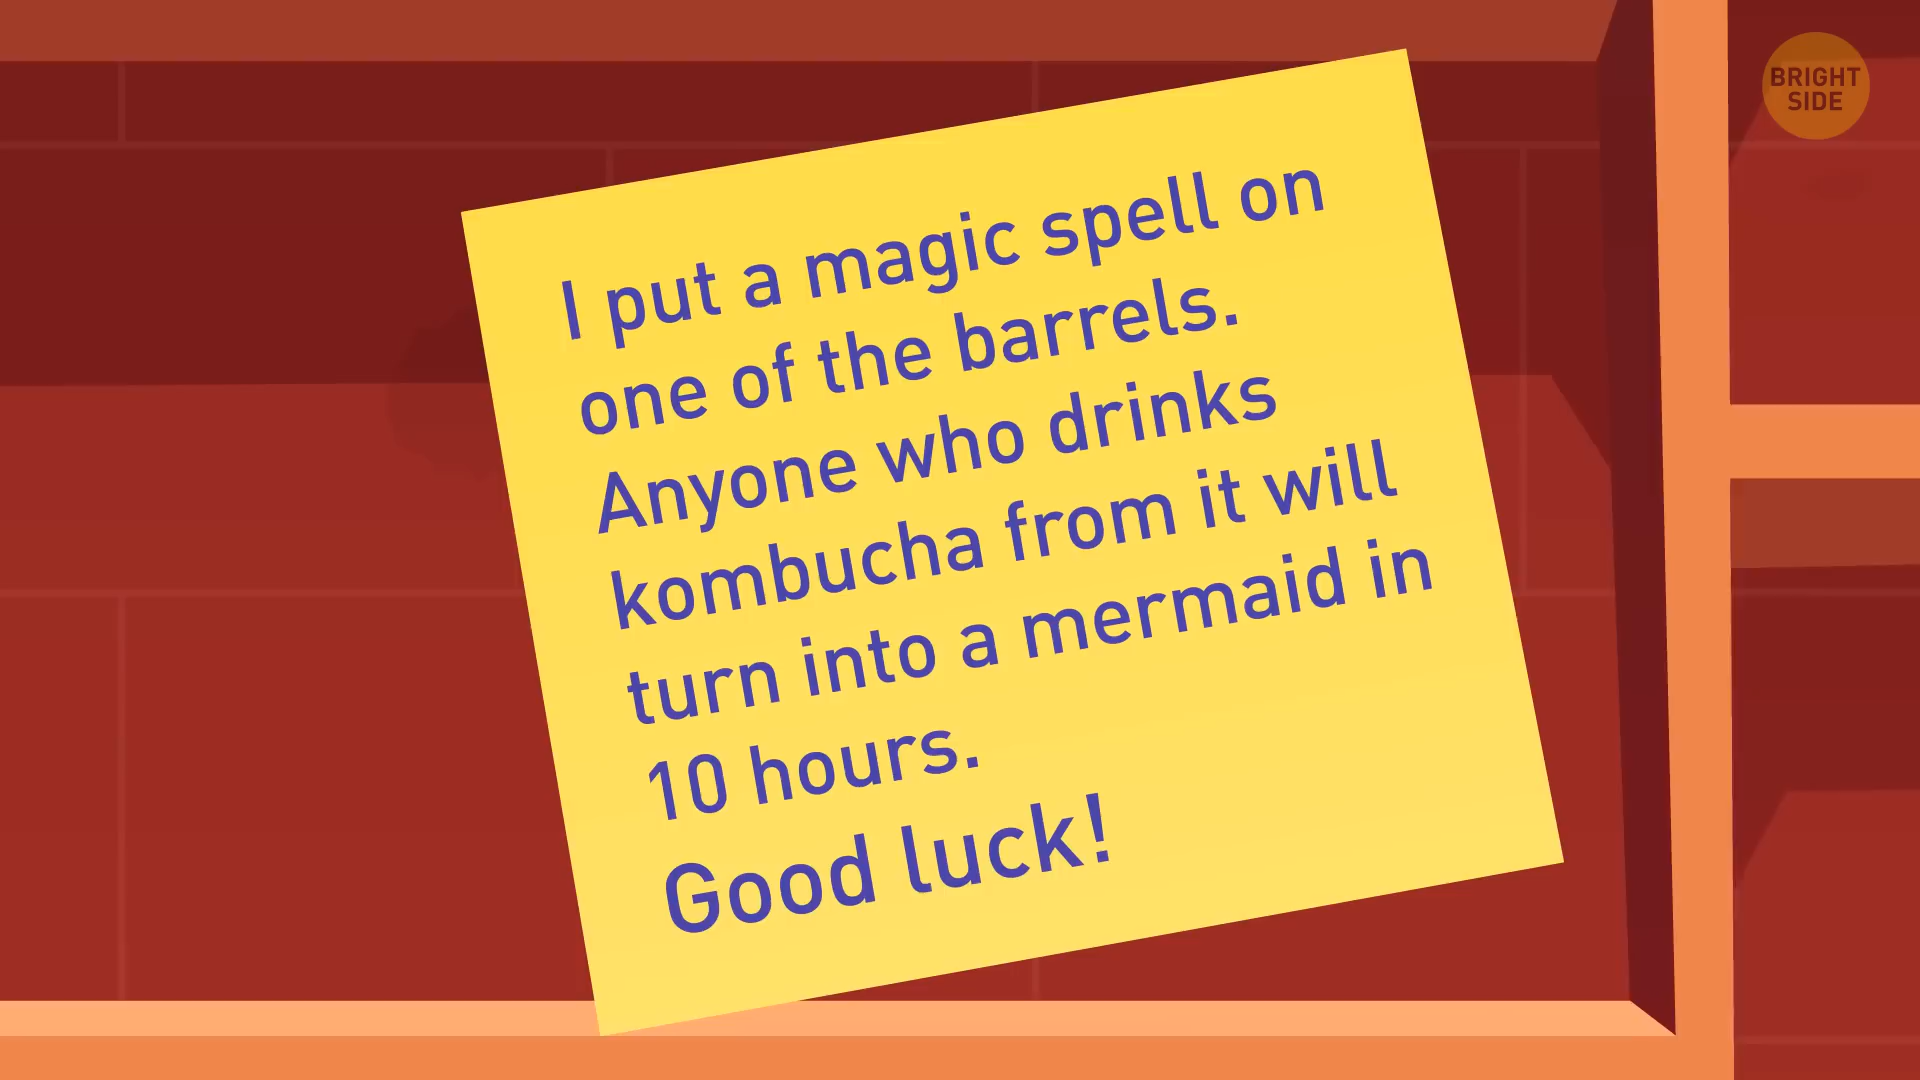 I put a magic spell on
one of the barrels.
Anyone who drinks
kombucha from it will
turn into a mermaid in
10 hours.
Good luck!
BRIGHT
SIDE